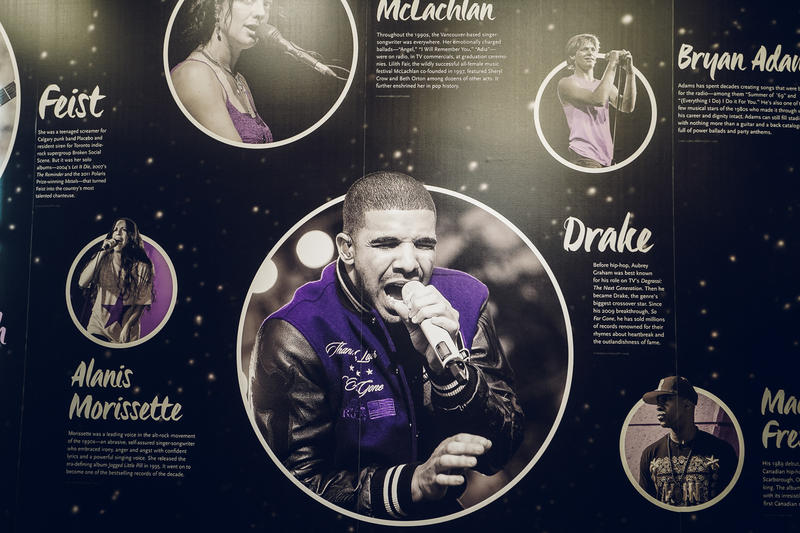 McLachlan
Throughout the 1990s, the Vancouver-based singer-
songwriter was everywhere. Her emotionally charged
ballads—"Angel," "I Will Remember You," "Adia"—
were on radio, in TV commercials, at graduation ceremo-
nies. Lilith Fair, the wildly successful all-female music
festival McLachlan co-founded in 1997, featured Sheryl
Crow and Beth Orton among dozens of other acts. It
further enshrined her in pop history.
Bryan Adam
Adams has spent decades creating songs that were b
for the radio—among them "Summer of '69" and
"(Everything I Do) I Do it For You." He's also one of
few musical stars of the 1980s who made it through
his career and dignity intact. Adams can still fill stadi
with nothing more than a guitar and a back catalog
full of power ballads and party anthems.
Feist
She was a teenaged screamer for
Calgary punk band Placebo and
resident siren for Toronto indie-
rock supergroup Broken Social
Scene. But it was her solo
albums—2004's Let It Die, 2007's
The Reminder and the 2011 Polaris
Prize-winning Metals—that turned
Feist into the country's most
talented chanteuse.
Drake
Before hip-hop, Aubrey
Graham was best known
for his role on TV's Degrassi:
The Next Generation. Then he
became Drake, the genre's
biggest crossover star. Since
his 2009 breakthrough, So
Far Gone, he has sold millions
of records renowned for their
rhymes about heartbreak and
the outlandishness of fame.
Thank
& Gone
Alanis
Morissette
Morissette was a leading voice in the alt-rock movement
of the 1990s—an abrasive, self-assured singer-songwriter
who embraced irony, anger and angst with confident
lyrics and a powerful singing voice. She released the
era-defining album Jagged Little Pill in 1995. It went on to
become one of the bestselling records of the decade.
Ma
Fre
His 1989 debut,
Canadian hip-ho
Scarborough, O
king. The album
with its irresisti
first Canadian